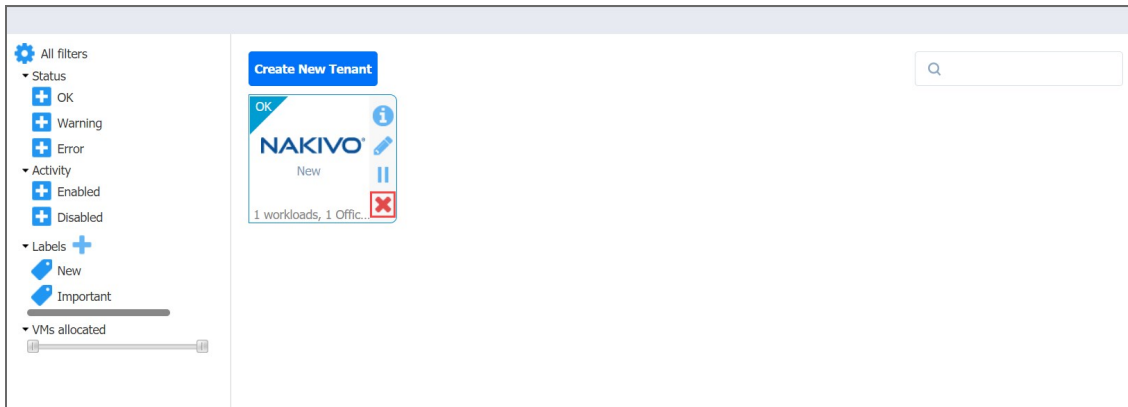 All filters
Status
OK
Warning
Error
Activity
Enabled
Disabled
Labels
New
Important
VMs allocated
Create New Tenant
OK
NAKIVO
New
1 workloads, 1 Offic...